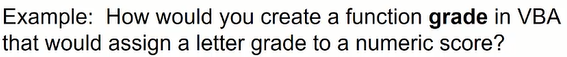 Example:  How would you create a function grade in VBA
that would assign a letter grade to a numeric score?